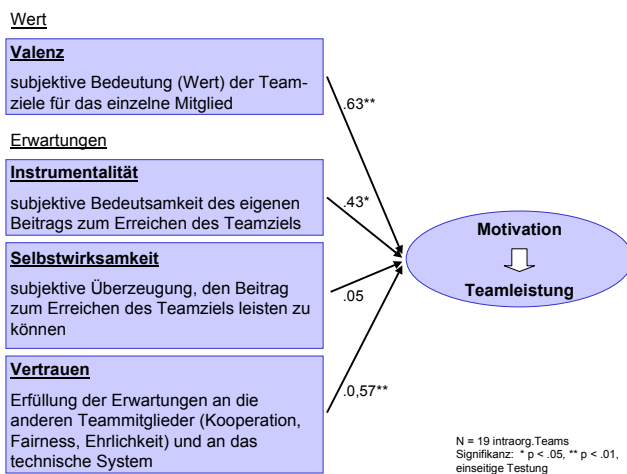 Wert
Valenz
subjektive Bedeutung (Wert) der Team-
ziele für das einzelne Mitglied
.63**
Erwartungen
Instrumentalität
subjektive Bedeutsamkeit des eigenen
Beitrags zum Erreichen des Teamziels
.43*
Selbstwirksamkeit
subjektive Überzeugung, den Beitrag
zum Erreichen des Teamziels leisten zu
können
.05
Vertrauen
Erfüllung der Erwartungen an die
anderen Teammitglieder (Kooperation,
Fairness, Ehrlichkeit) und an das
technische System
.0,57**
Motivation
Teamleistung
N = 19 intraorg.Teams
Signifikanz: * p < .05, ** p < .01,
einseitige Testung